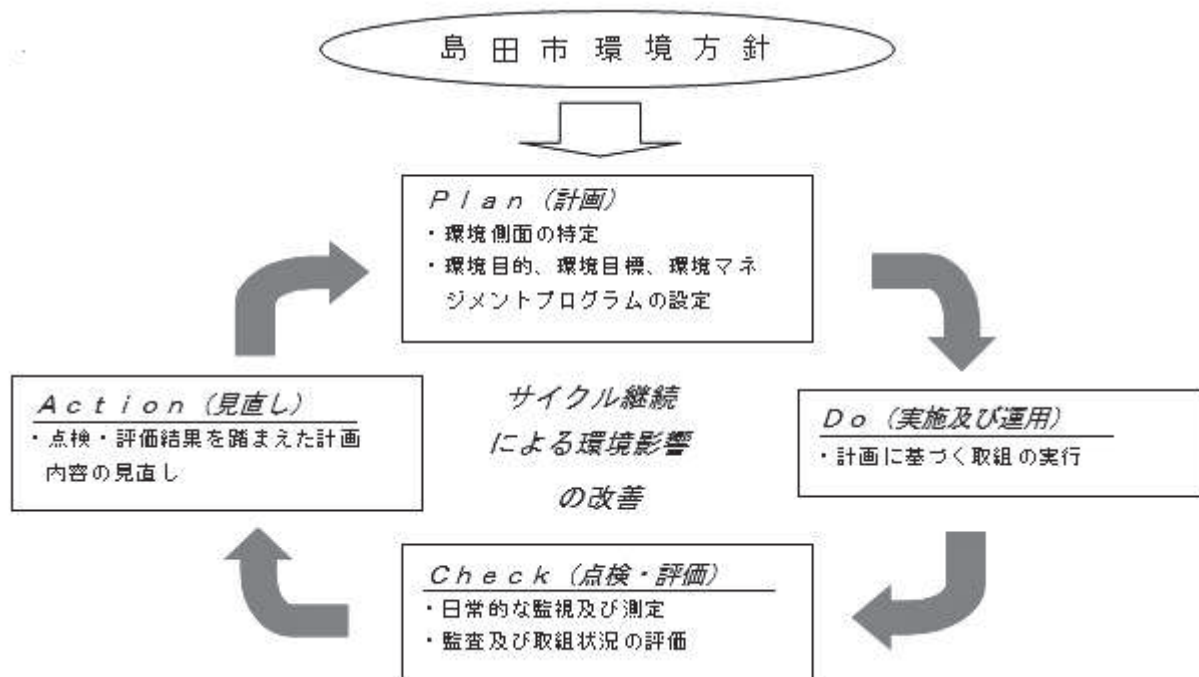 島田市環境方針
Plan（計画）
・環境側面の特定
・環境目的、環境目標、環境マネ
ジメントプログラムの設定
Action（見直し）
・点検・評価結果を踏まえた計画
内容の見直し
サイクル継続
による環境影響
の改善
Do（実施及び運用）
・計画に基づく取組の実行
Check（点検・評価）
・日常的な監視及び測定
・監査及び取組状況の評価